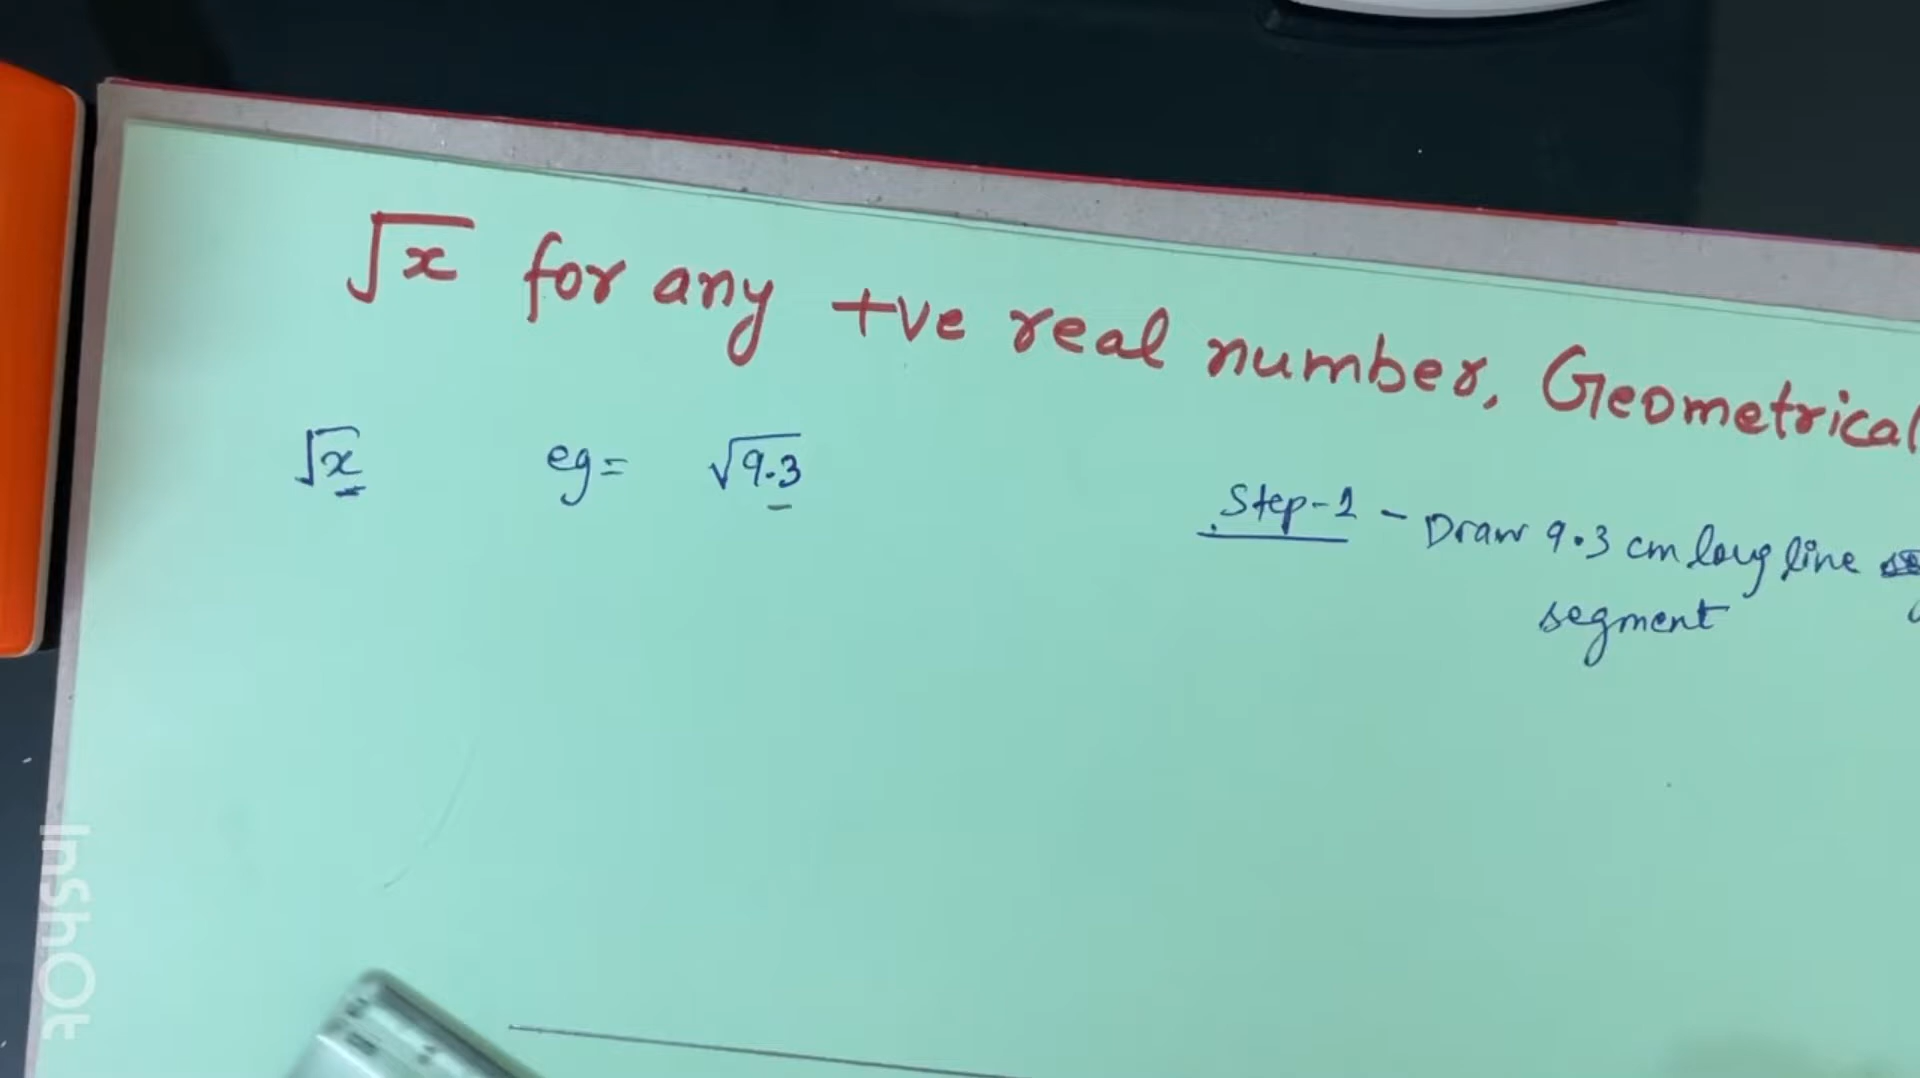 √x for any +ve real number, Geometrical
√x eg = √9.3
Step-1 - Draw 9.3 cm long line
segment
InShOt